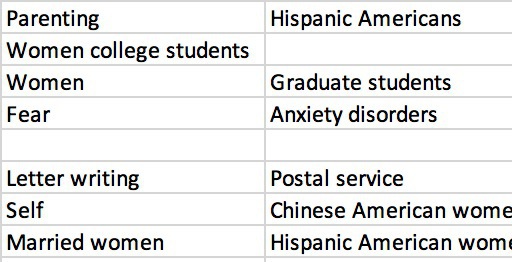 Parenting Hispanic Americans
Women college students
Women Graduate students
Fear Anxiety disorders
Letter writing Postal service
Self Chinese American wome
Married women Hispanic American wome